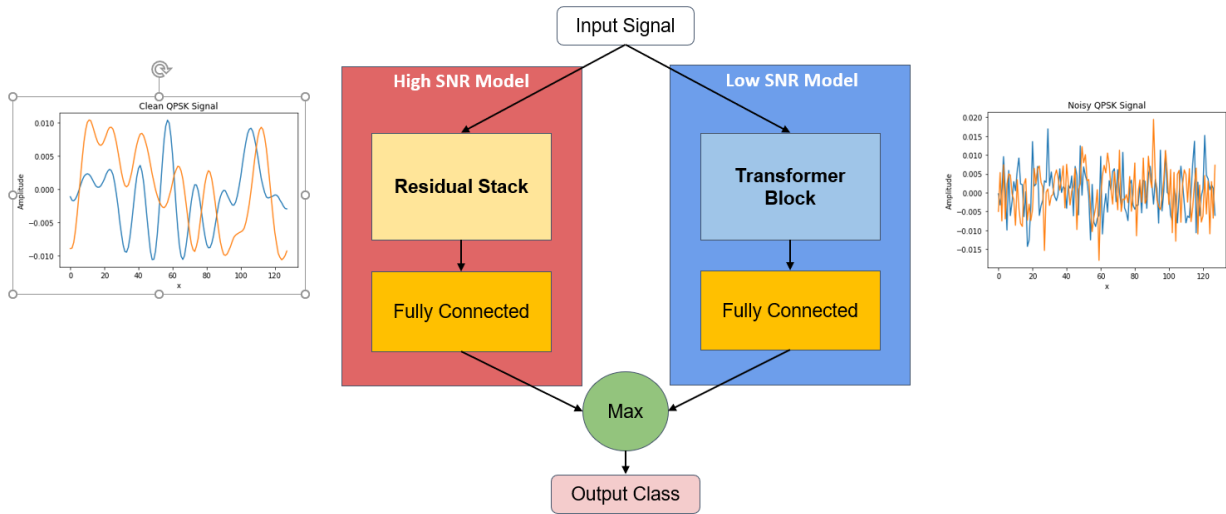 Input Signal
High SNR Model
Low SNR Model
Clean QPSK Signal
0.010
0.005
0.000
−0.005
−0.010
Amplitude
0 20 40 60 80 100 120
x
Residual Stack
Fully Connected
Transformer
Block
Fully Connected
Noisy QPSK Signal
0.020
0.015
0.010
0.005
0.000
−0.005
−0.010
−0.015
Amplitude
0 20 40 60 80 100 120
x
Max
Output Class